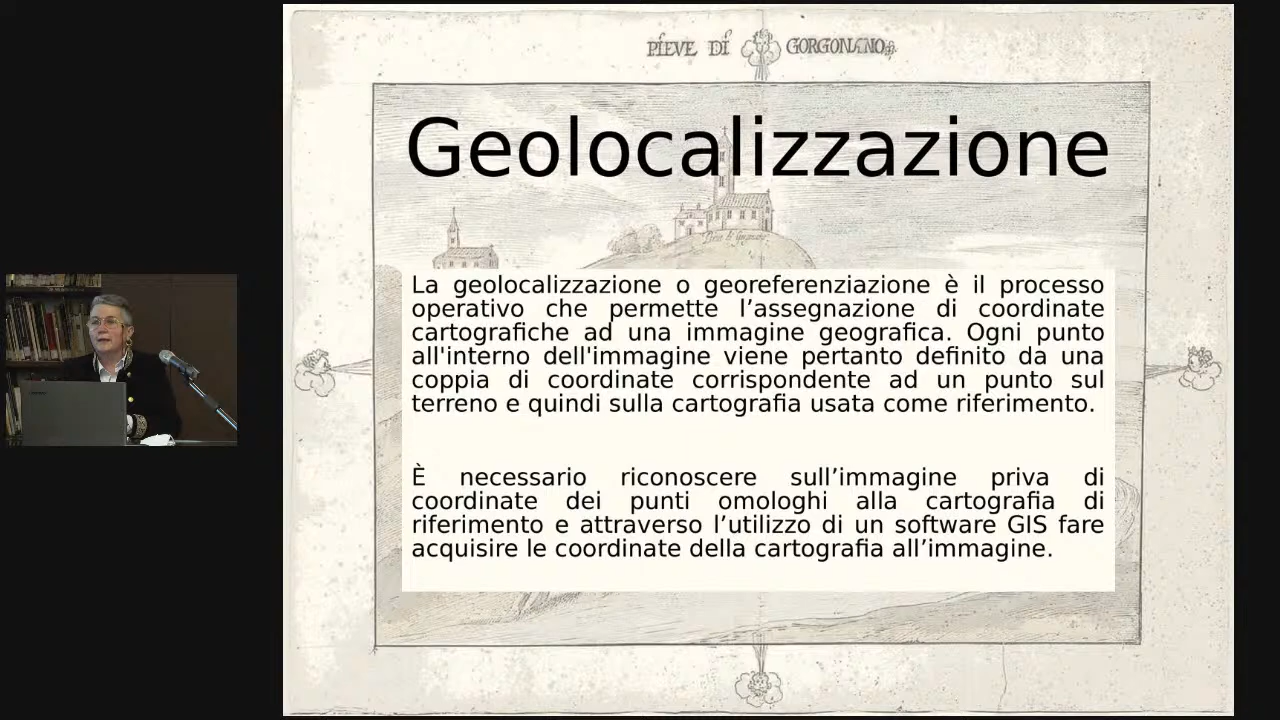 PIEVE DI GORGONANO
Geolocalizzazione
La geolocalizzazione o georeferenziazione è il processo
operativo che permette l’assegnazione di coordinate
cartografiche ad una immagine geografica. Ogni punto
all'interno dell'immagine viene pertanto definito da una
coppia di coordinate corrispondente ad un punto sul
terreno e quindi sulla cartografia usata come riferimento.
È necessario riconoscere sull’immagine priva di
coordinate dei punti omologhi alla cartografia di
riferimento e attraverso l’utilizzo di un software GIS fare
acquisire le coordinate della cartografia all’immagine.